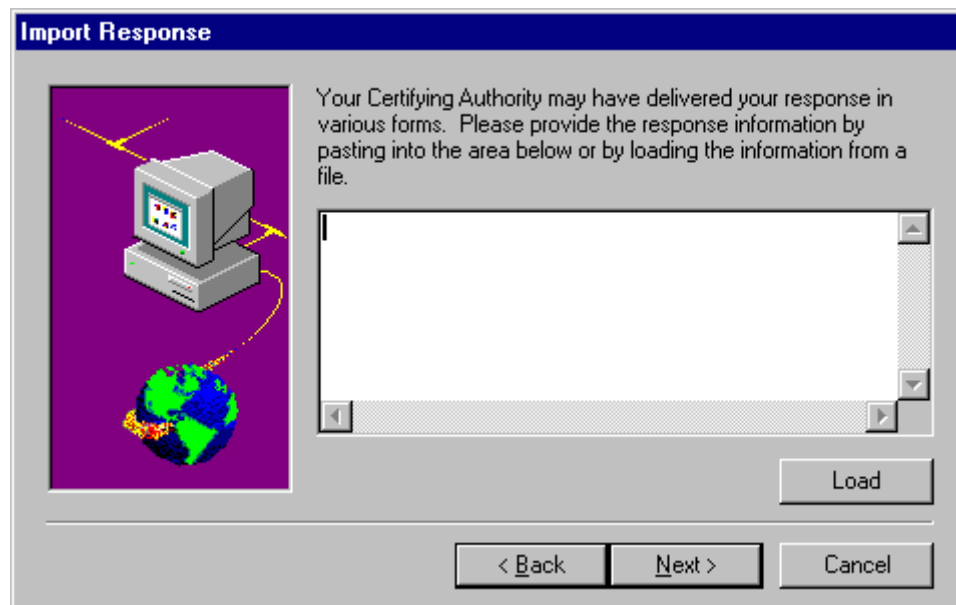 Import Response
Your Certifying Authority may have delivered your response in
various forms.  Please provide the response information by
pasting into the area below or by loading the information from a
file.
Load
< Back
Next >
Cancel